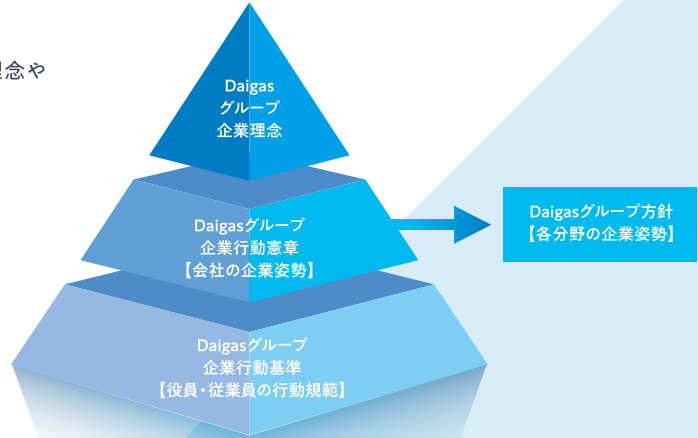 念や
Daigas
グループ
企業理念
Daigasグループ
企業行動憲章
【会社の企業姿勢】
Daigasグループ方針
【各分野の企業姿勢】
Daigasグループ
企業行動基準
【役員・従業員の行動規範】